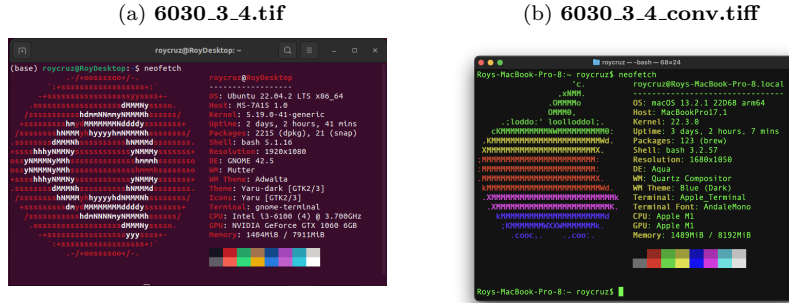 (a) 6030_3_4.tif
(b) 6030_3_4_conv.tiff
roycruz@RoyDesktop: ~
(base) roycruz@RoyDesktop:~$ neofetch
roycruz@RoyDesktop
------------------
OS: Ubuntu 22.04.2 LTS x86_64
Host: MS-7A15 1.0
Kernel: 5.19.0-41-generic
Uptime: 2 days, 2 hours, 41 mins
Packages: 2215 (dpkg), 21 (snap)
Shell: bash 5.1.16
Resolution: 1920x1080
DE: GNOME 42.5
WM: Mutter
WM Theme: Adwaita
Theme: Yaru-dark [GTK2/3]
Icons: Yaru [GTK2/3]
Terminal: gnome-terminal
CPU: Intel i3-6100 (4) @ 3.700GHz
GPU: NVIDIA GeForce GTX 1060 6GB
Memory: 1404MiB / 7911MiB
roycruz — -bash — 68×24
Roys-MacBook-Pro-8:~ roycruz$ neofetch
roycruz@Roys-MacBook-Pro-8.local
OS: macOS 13.2.1 22D68 arm64
Host: MacBookPro17,1
Kernel: 22.3.0
Uptime: 3 days, 2 hours, 7 mins
Packages: 123 (brew)
Shell: bash 3.2.57
Resolution: 1680x1050
DE: Aqua
WM: Quartz Compositor
WM Theme: Blue (Dark)
Terminal: Apple_Terminal
Terminal Font: AndaleMono
CPU: Apple M1
GPU: Apple M1
Memory: 1489MiB / 8192MiB
Roys-MacBook-Pro-8:~ roycruz$